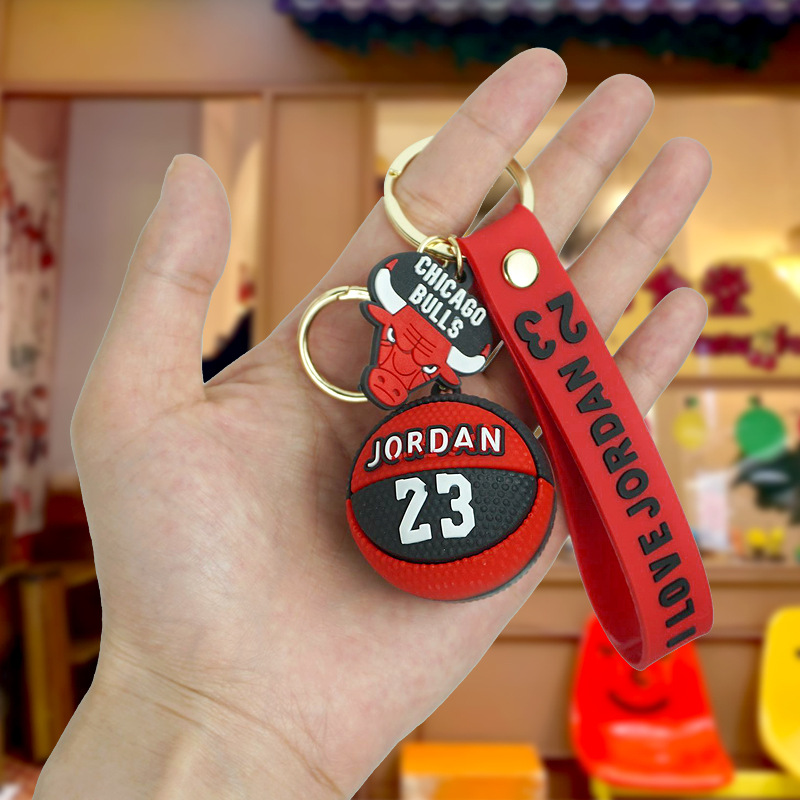 CHICAGO
BULLS
JORDAN
23
I LOVE JORDAN 23